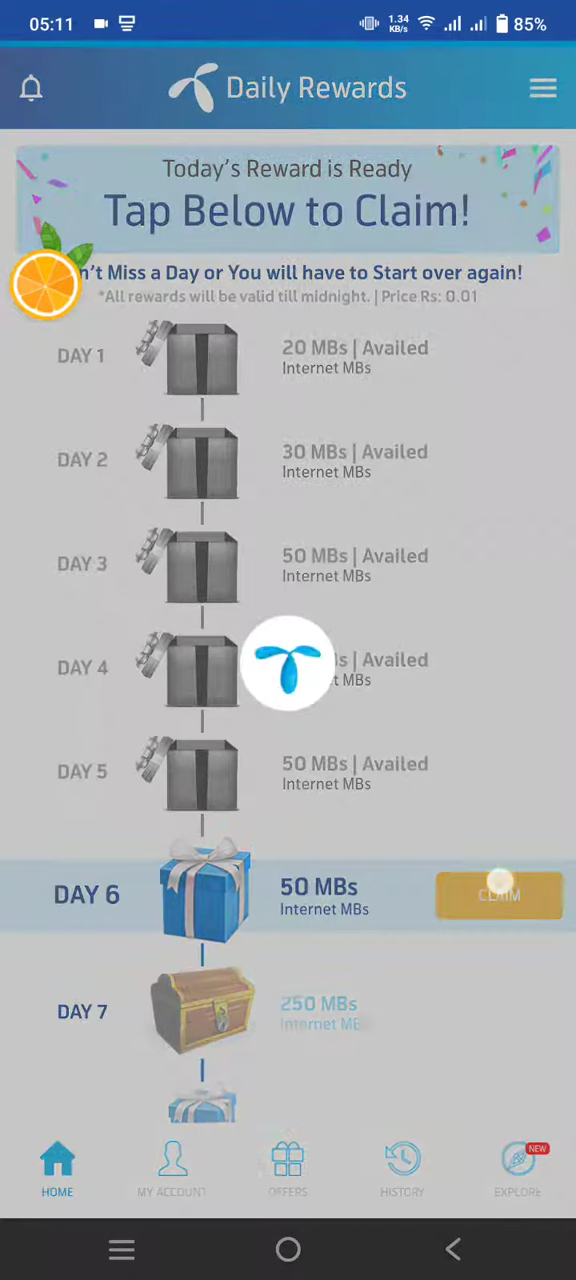 05:11 1.34 KB/s 85%
Daily Rewards
Today's Reward is Ready
Tap Below to Claim!
n't Miss a Day or You will have to Start over again!
*All rewards will be valid till midnight. | Price Rs: 0.01
DAY 1 20 MBs | Availed
Internet MBs
DAY 2 30 MBs | Availed
Internet MBs
DAY 3 50 MBs | Availed
Internet MBs
DAY 4 | Availed
MBs
DAY 5 50 MBs | Availed
Internet MBs
DAY 6 50 MBs CLAIM
Internet MBs
DAY 7 250 MBs
Internet
NEW
HOME MY ACCOUNT OFFERS HISTORY EXPLORE